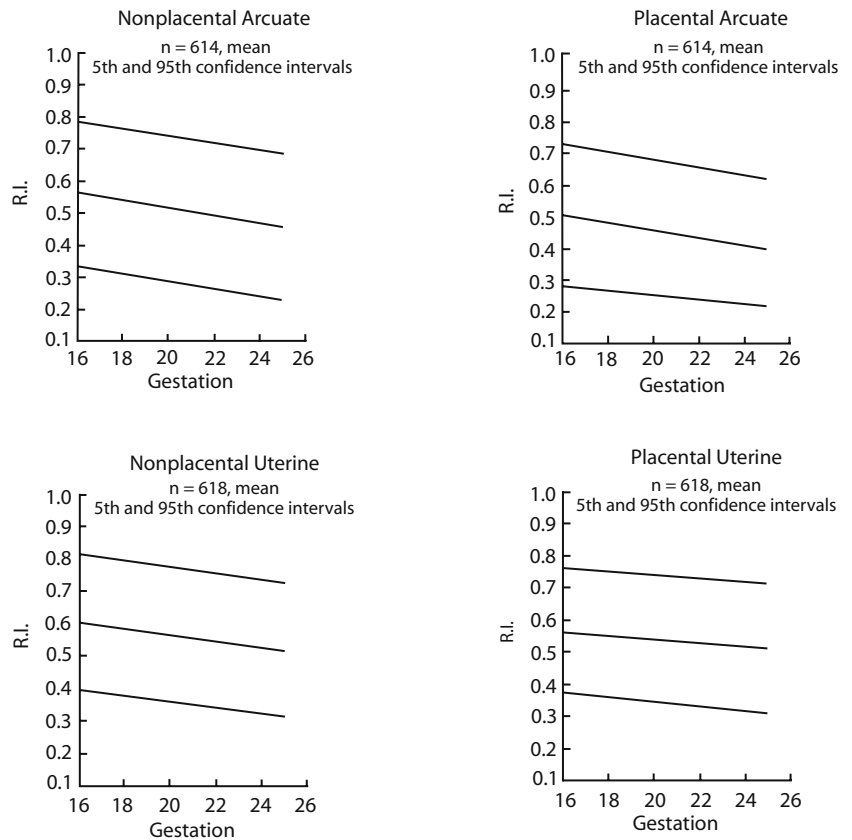 Nonplacental Arcuate
n = 614, mean
5th and 95th confidence intervals
1.0
0.9
0.8
0.7
0.6
0.5
0.4
0.3
0.2
0.1
R.I.
16 18 20 22 24 26
Gestation
Placental Arcuate
n = 614, mean
5th and 95th confidence intervals
1.0
0.9
0.8
0.7
0.6
0.5
0.4
0.3
0.2
0.1
R.I.
16 18 20 22 24 26
Gestation
Nonplacental Uterine
n = 618, mean
5th and 95th confidence intervals
1.0
0.9
0.8
0.7
0.6
0.5
0.4
0.3
0.2
0.1
R.I.
16 18 20 22 24 26
Gestation
Placental Uterine
n = 618, mean
5th and 95th confidence intervals
1.0
0.9
0.8
0.7
0.6
0.5
0.4
0.3
0.2
0.1
R.I.
16 18 20 22 24 26
Gestation